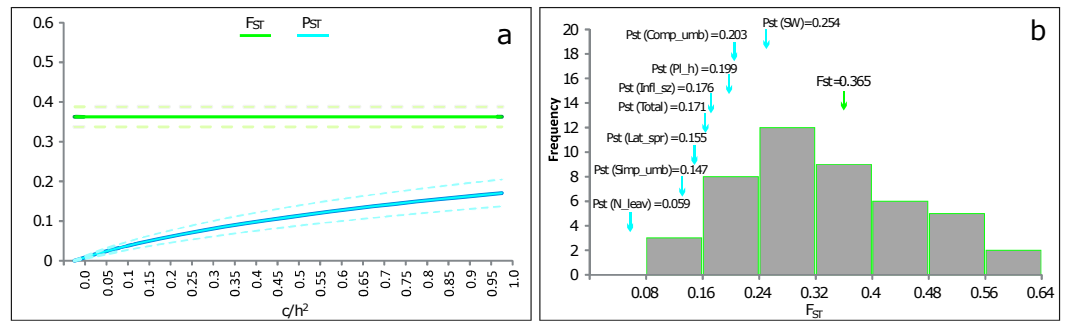 a
F_ST P_ST
0.6
0.5
0.4
0.3
0.2
0.1
0
0.0 0.05 0.1 0.15 0.2 0.25 0.3 0.35 0.4 0.45 0.5 0.55 0.6 0.65 0.7 0.75 0.8 0.85 0.9 0.95 1.0
c/h²
b
Pst (SW) = 0.254
Pst (Comp_umb) = 0.203
Pst (Pl_h) = 0.199
Pst (Infl_sz) = 0.176
Pst (Total) = 0.171
Pst (Lat_spr) = 0.155
Pst (Simp_umb) = 0.147
Pst (N_leav) = 0.059
Fst=0.365
Frequency
20
18
16
14
12
10
8
6
4
2
0
0.08 0.16 0.24 0.32 0.4 0.48 0.56 0.64
F_ST